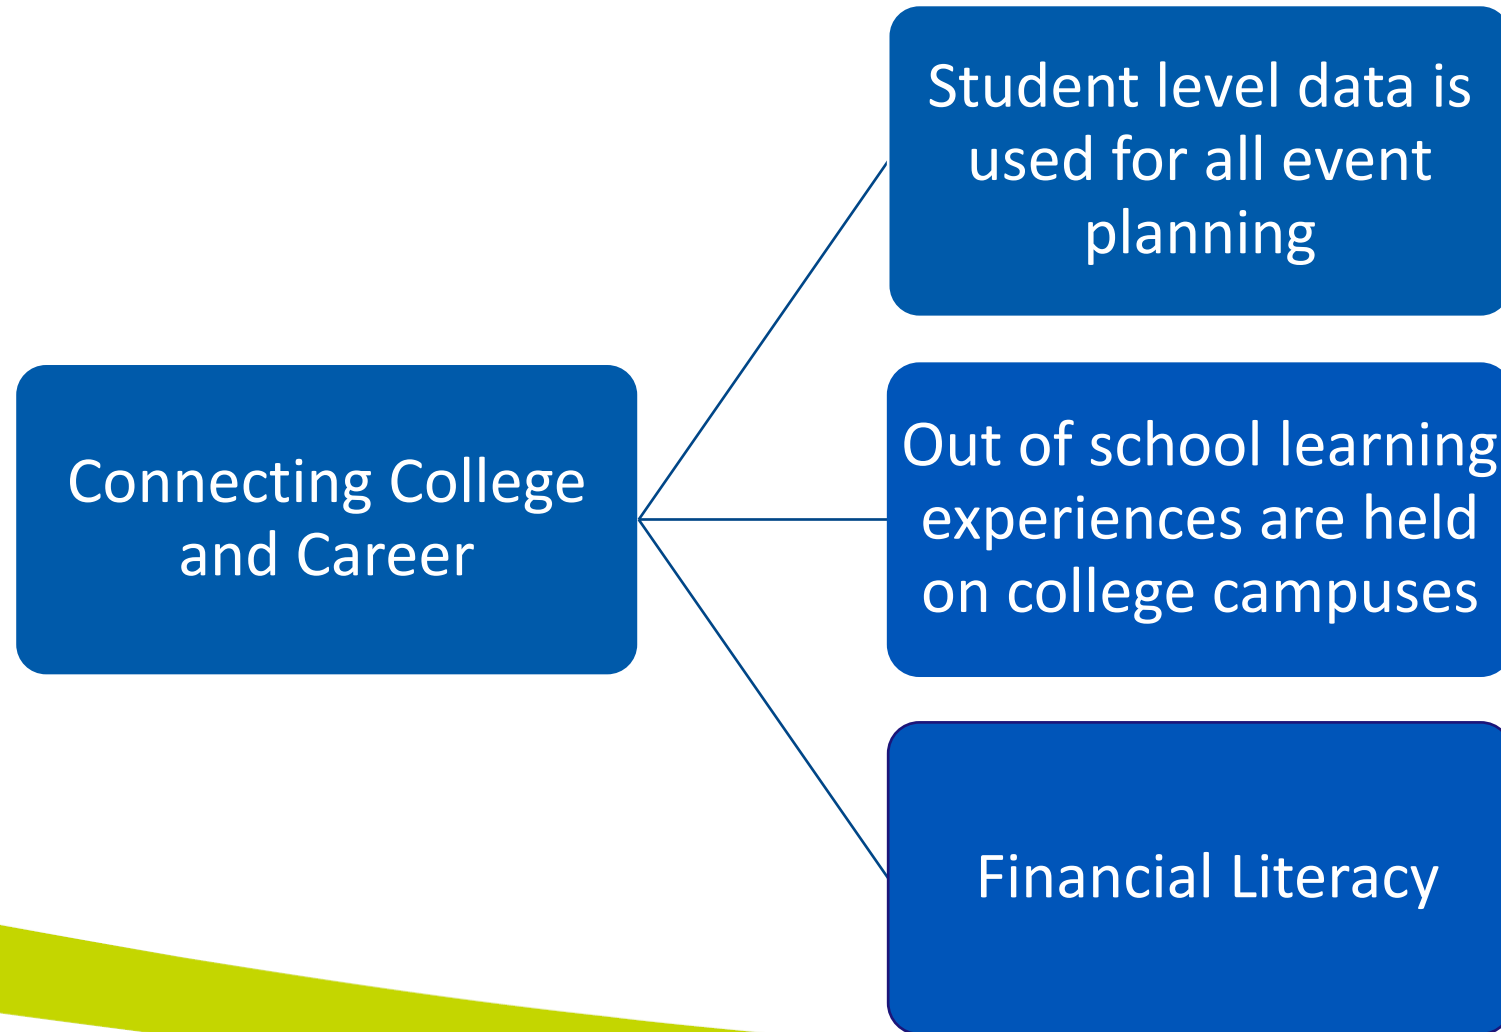 Connecting College
and Career
Student level data is
used for all event
planning
Out of school learning
experiences are held
on college campuses
Financial Literacy